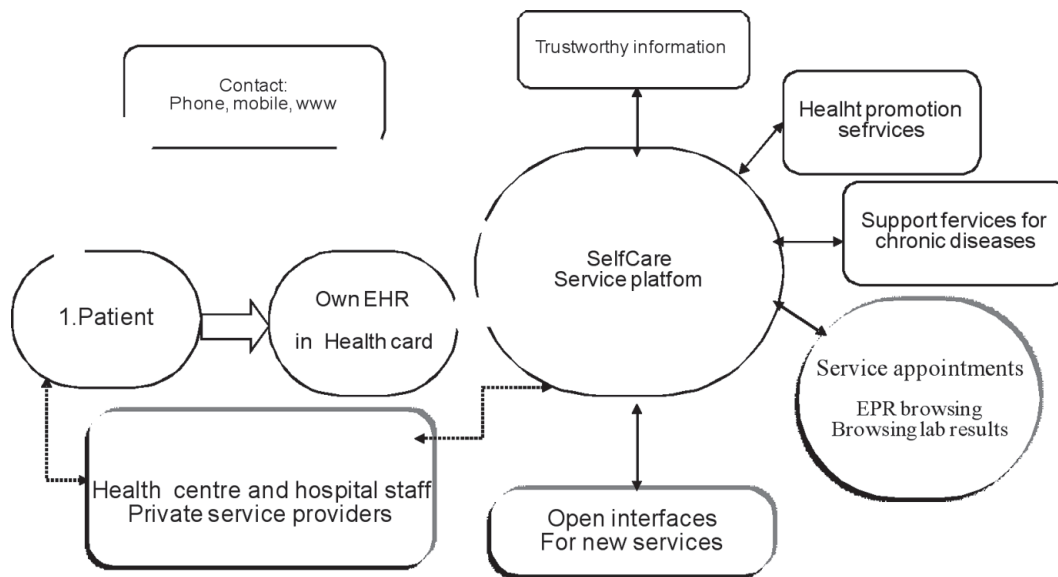 Trustworthy information
Contact:
Phone, mobile, www
Healht promotion
sefrvices
Support fervices for
chronic diseases
SelfCare
Service platfom
1.Patient
Own EHR
in Health card
Service appointments
EPR browsing
Browsing lab results
Health centre and hospital staff
Private service providers
Open interfaces
For new services